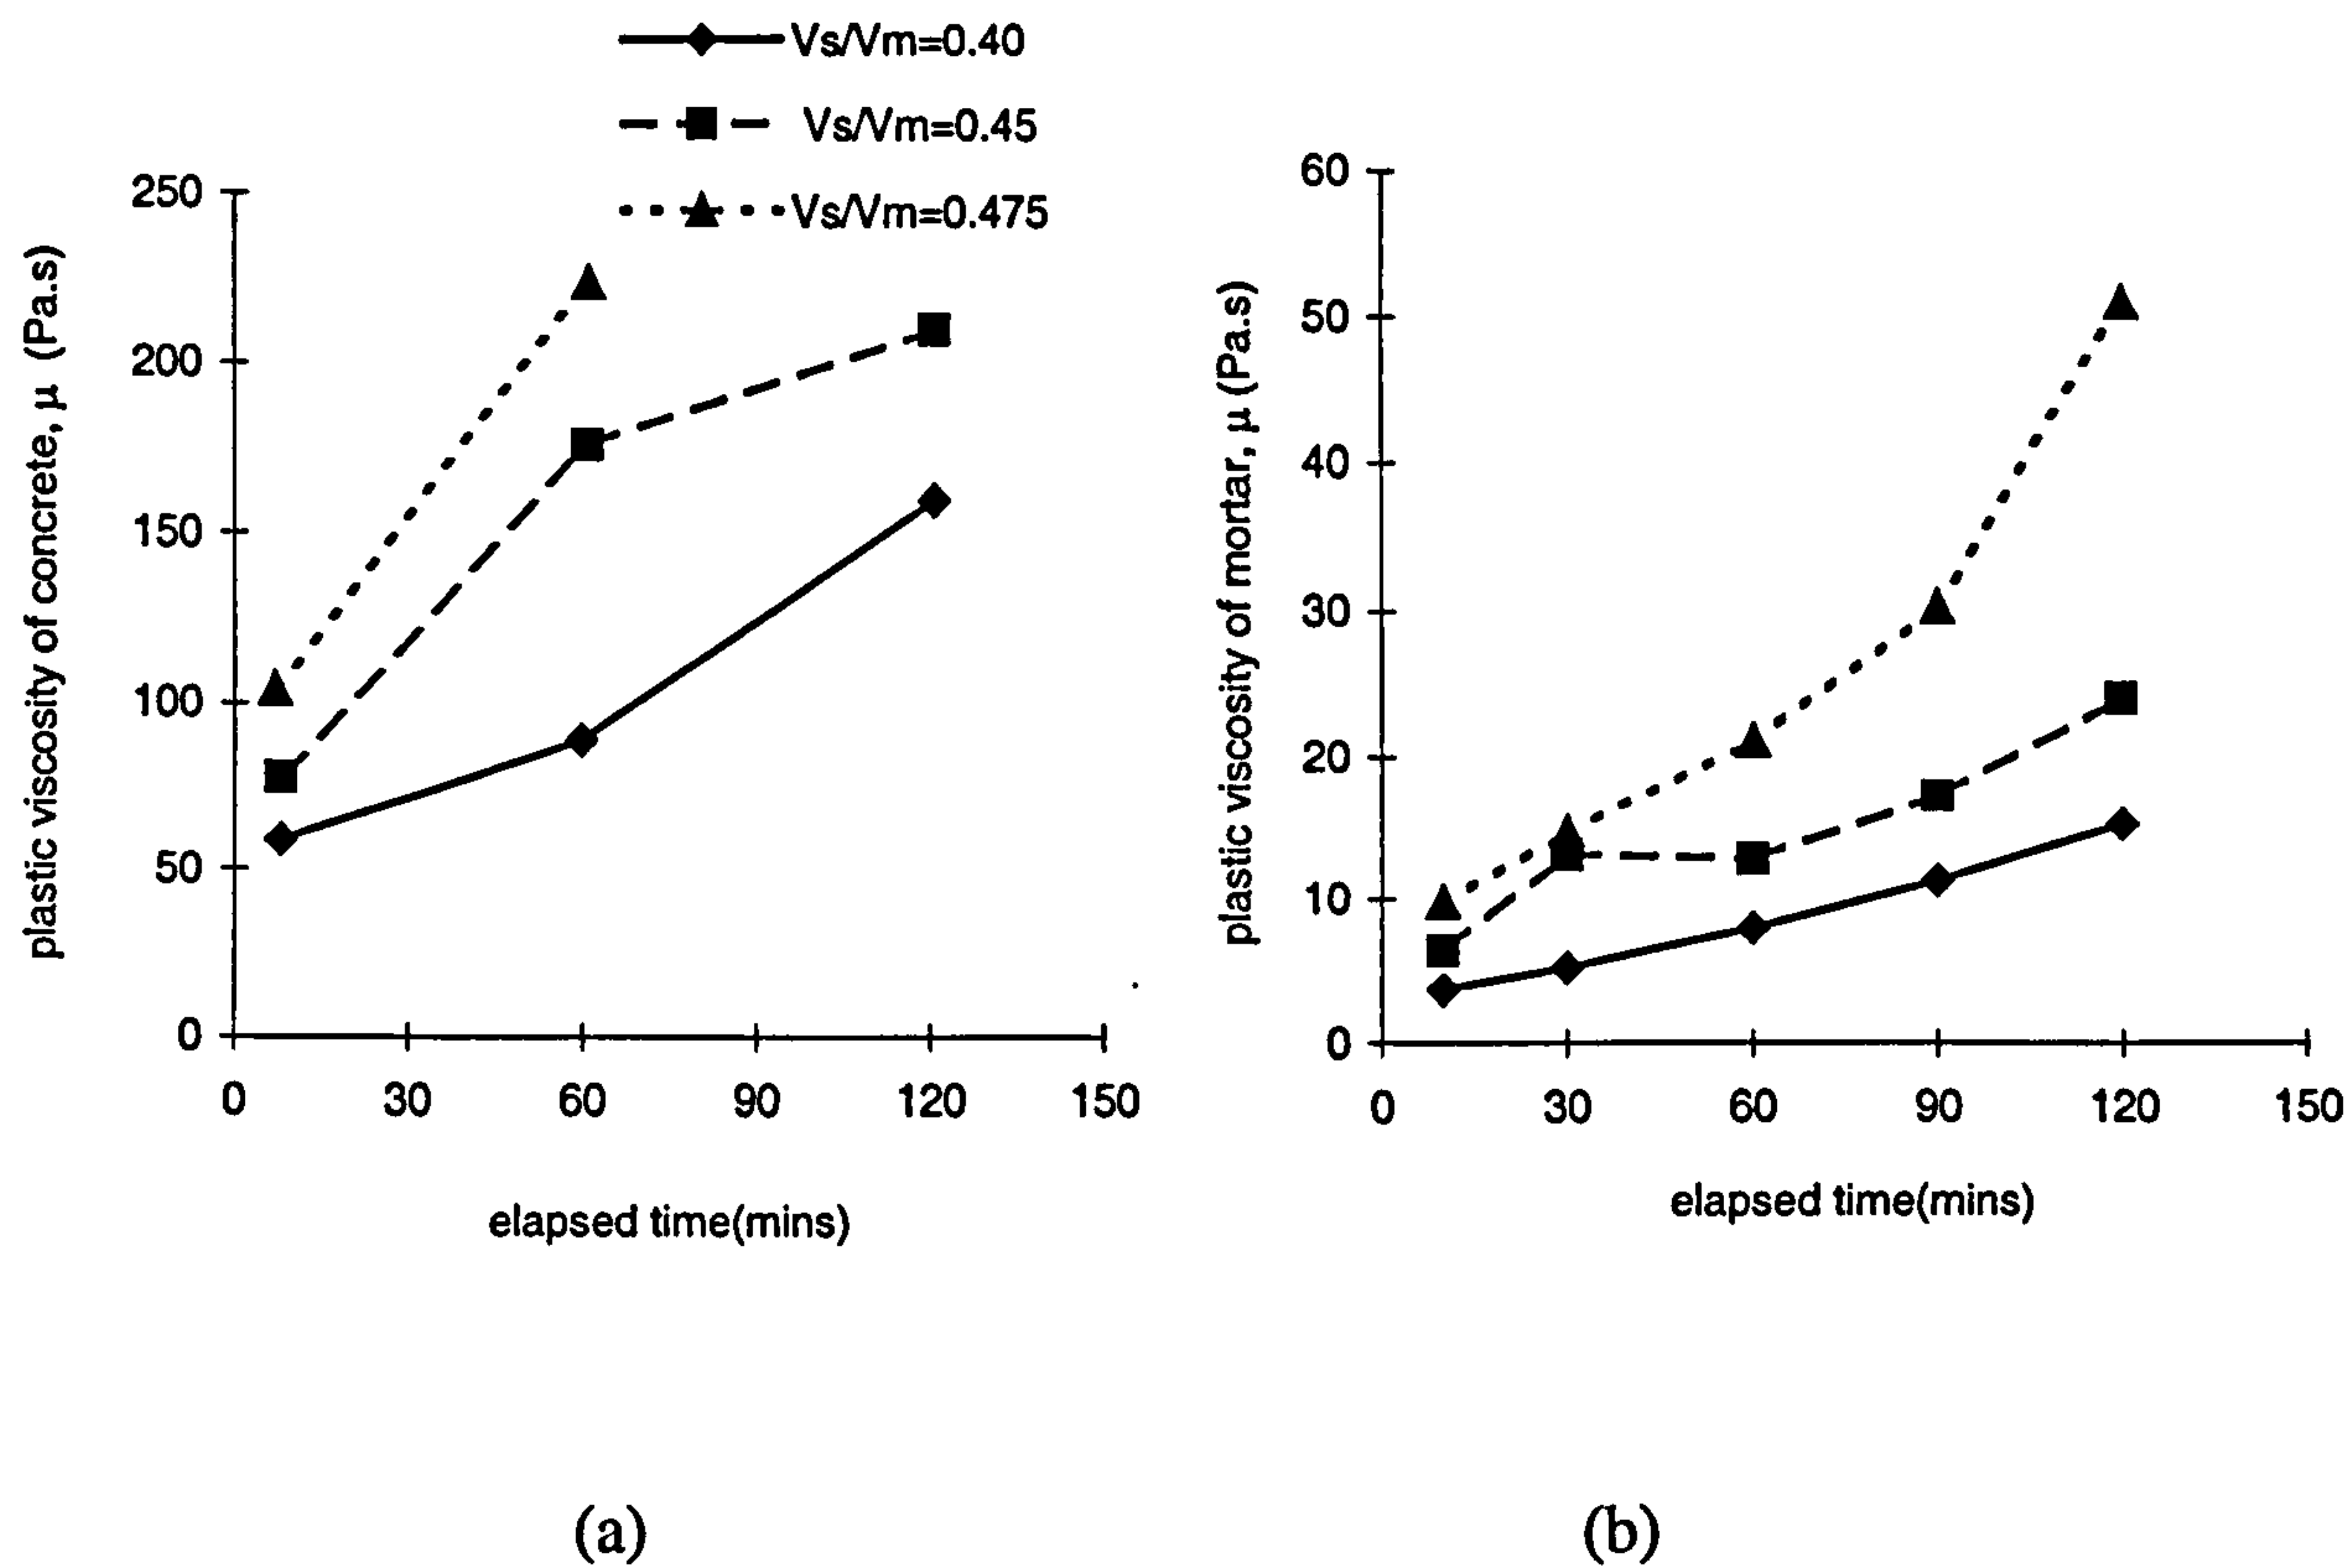 Vs/Vm=0.40
Vs/Vm=0.45
Vs/Vm=0.475
plastic viscosity of concrete, µ (Pa.s)
250
200
150
100
50
0
0 30 60 90 120 150
elapsed time(mins)
(a)
plastic viscosity of mortar, µ (Pa.s)
60
50
40
30
20
10
0
0 30 60 90 120 150
elapsed time(mins)
(b)